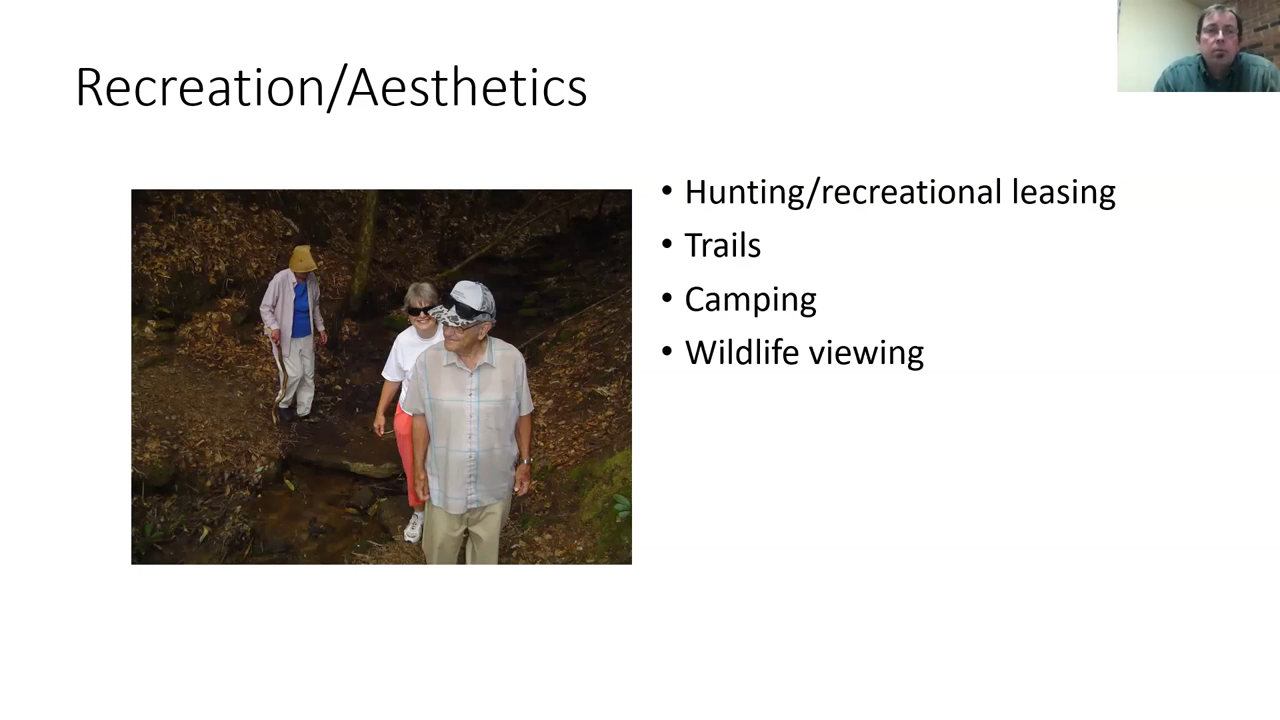 Recreation/Aesthetics
• Hunting/recreational leasing
• Trails
• Camping
• Wildlife viewing